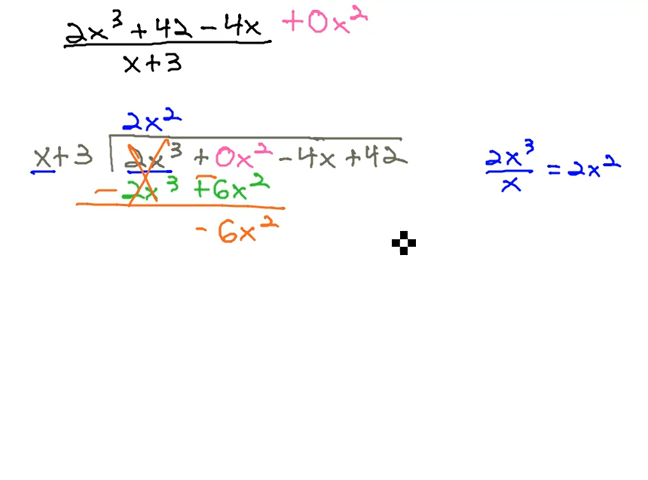 2x³ + 42 - 4x + 0x²
x+3
2x²
x+3 2x³ + 0x² - 4x + 42
- 2x³ + 6x²
- 6x²
2x³
x
= 2x²